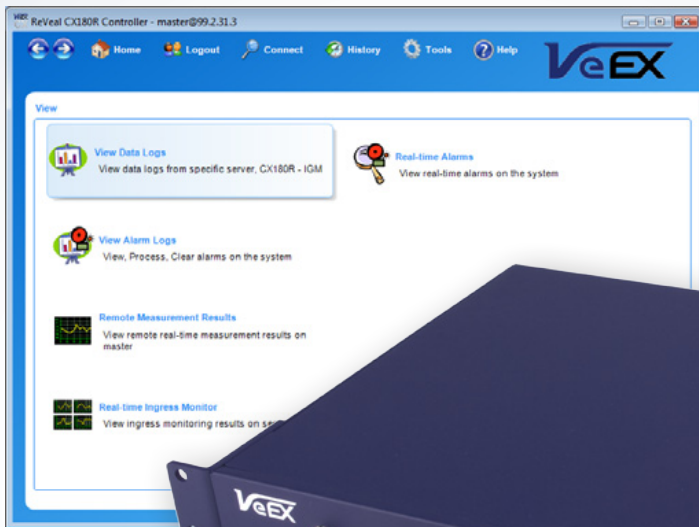 VeEX
ReVeal CX180R Controller - master@99.2.31.3
Home
Logout
Connect
History
Tools
Help
VeEX
View
View Data Logs
View data logs from specific server, CX180R - IGM
Real-time Alarms
View real-time alarms on the system
View Alarm Logs
View, Process, Clear alarms on the system
Remote Measurement Results
View remote real-time measurement results on
master
Real-time Ingress Monitor
View ingress monitoring results on
VeEX